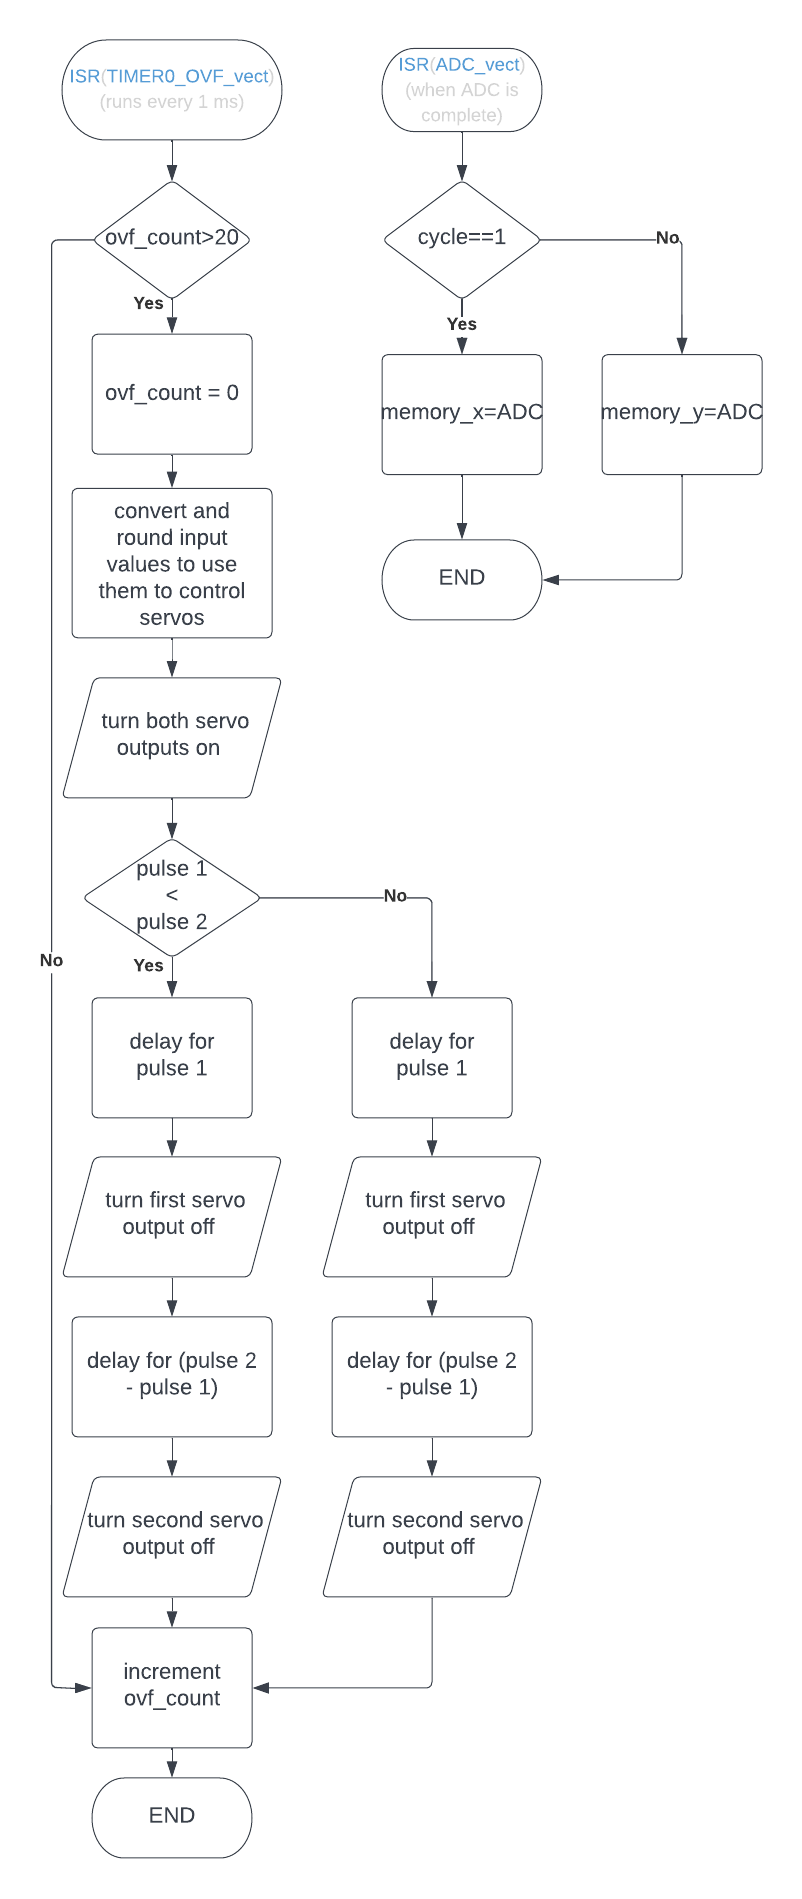 ISR(TIMER0_OVF_vect)
(runs every 1 ms)
ovf_count>20
Yes
ovf_count = 0
convert and
round input
values to use
them to control
servos
turn both servo
outputs on
pulse 1
<
pulse 2
No
Yes
No
delay for
pulse 1
turn first servo
output off
delay for (pulse 2
- pulse 1)
turn second servo
output off
delay for
pulse 1
turn first servo
output off
delay for (pulse 2
- pulse 1)
turn second servo
output off
increment
ovf_count
END
ISR(ADC_vect)
(when ADC is
complete)
cycle==1
No
Yes
memory_x=ADC
memory_y=ADC
END